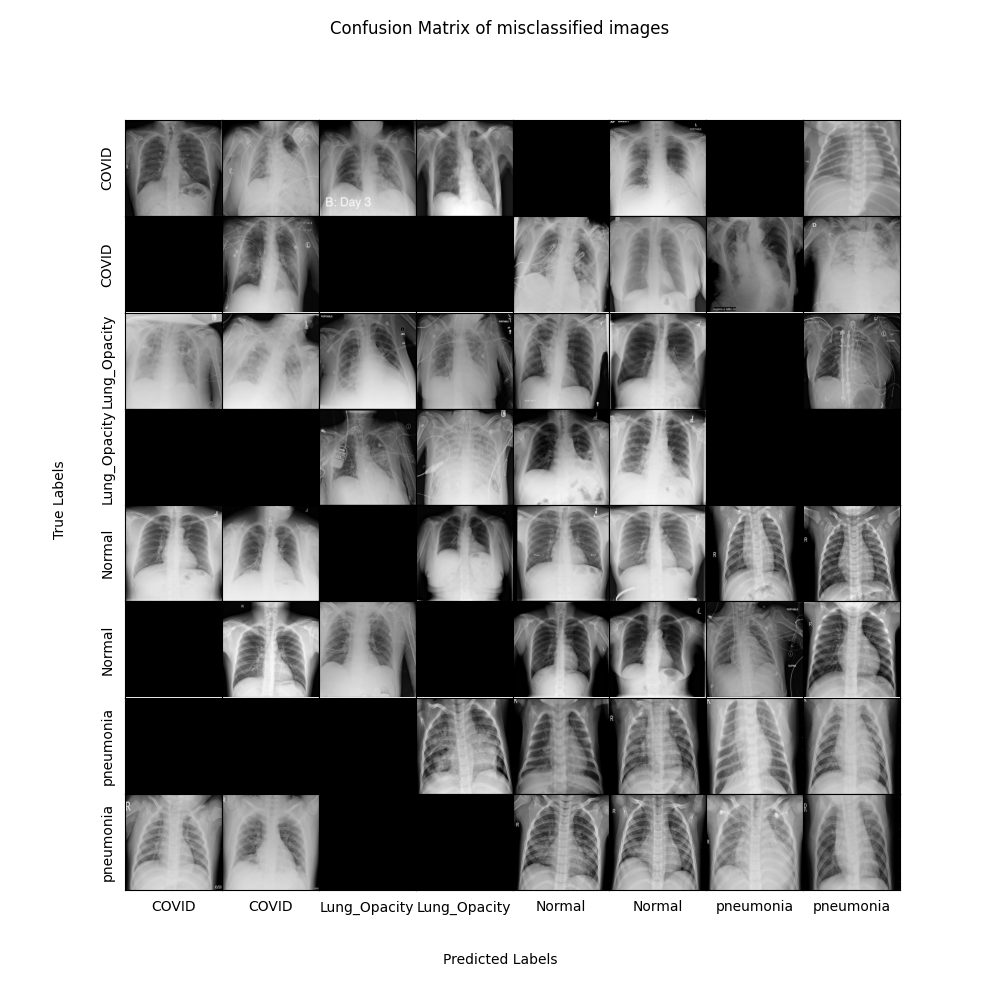 Confusion Matrix of misclassified images
True Labels
COVID
COVID
Lung_Opacity
Lung_Opacity
Normal
Normal
pneumonia
pneumonia
B: Day 3
COVID COVID Lung_Opacity Lung_Opacity Normal Normal pneumonia pneumonia
Predicted Labels